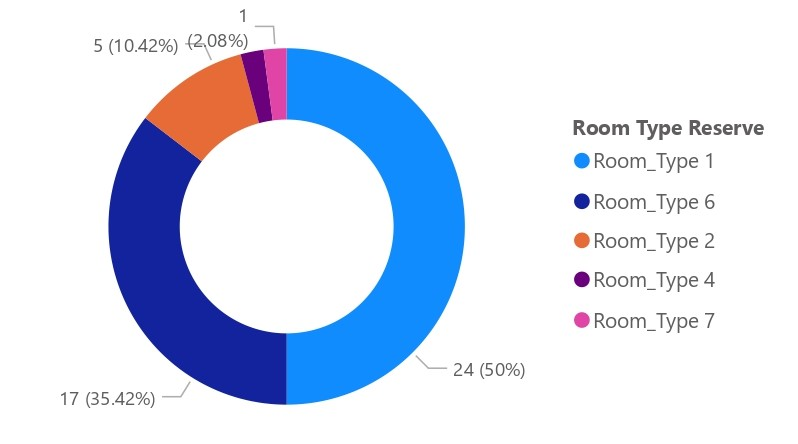 1
(2.08%)
5 (10.42%)
17 (35.42%)
24 (50%)
Room Type Reserve
Room_Type 1
Room_Type 6
Room_Type 2
Room_Type 4
Room_Type 7